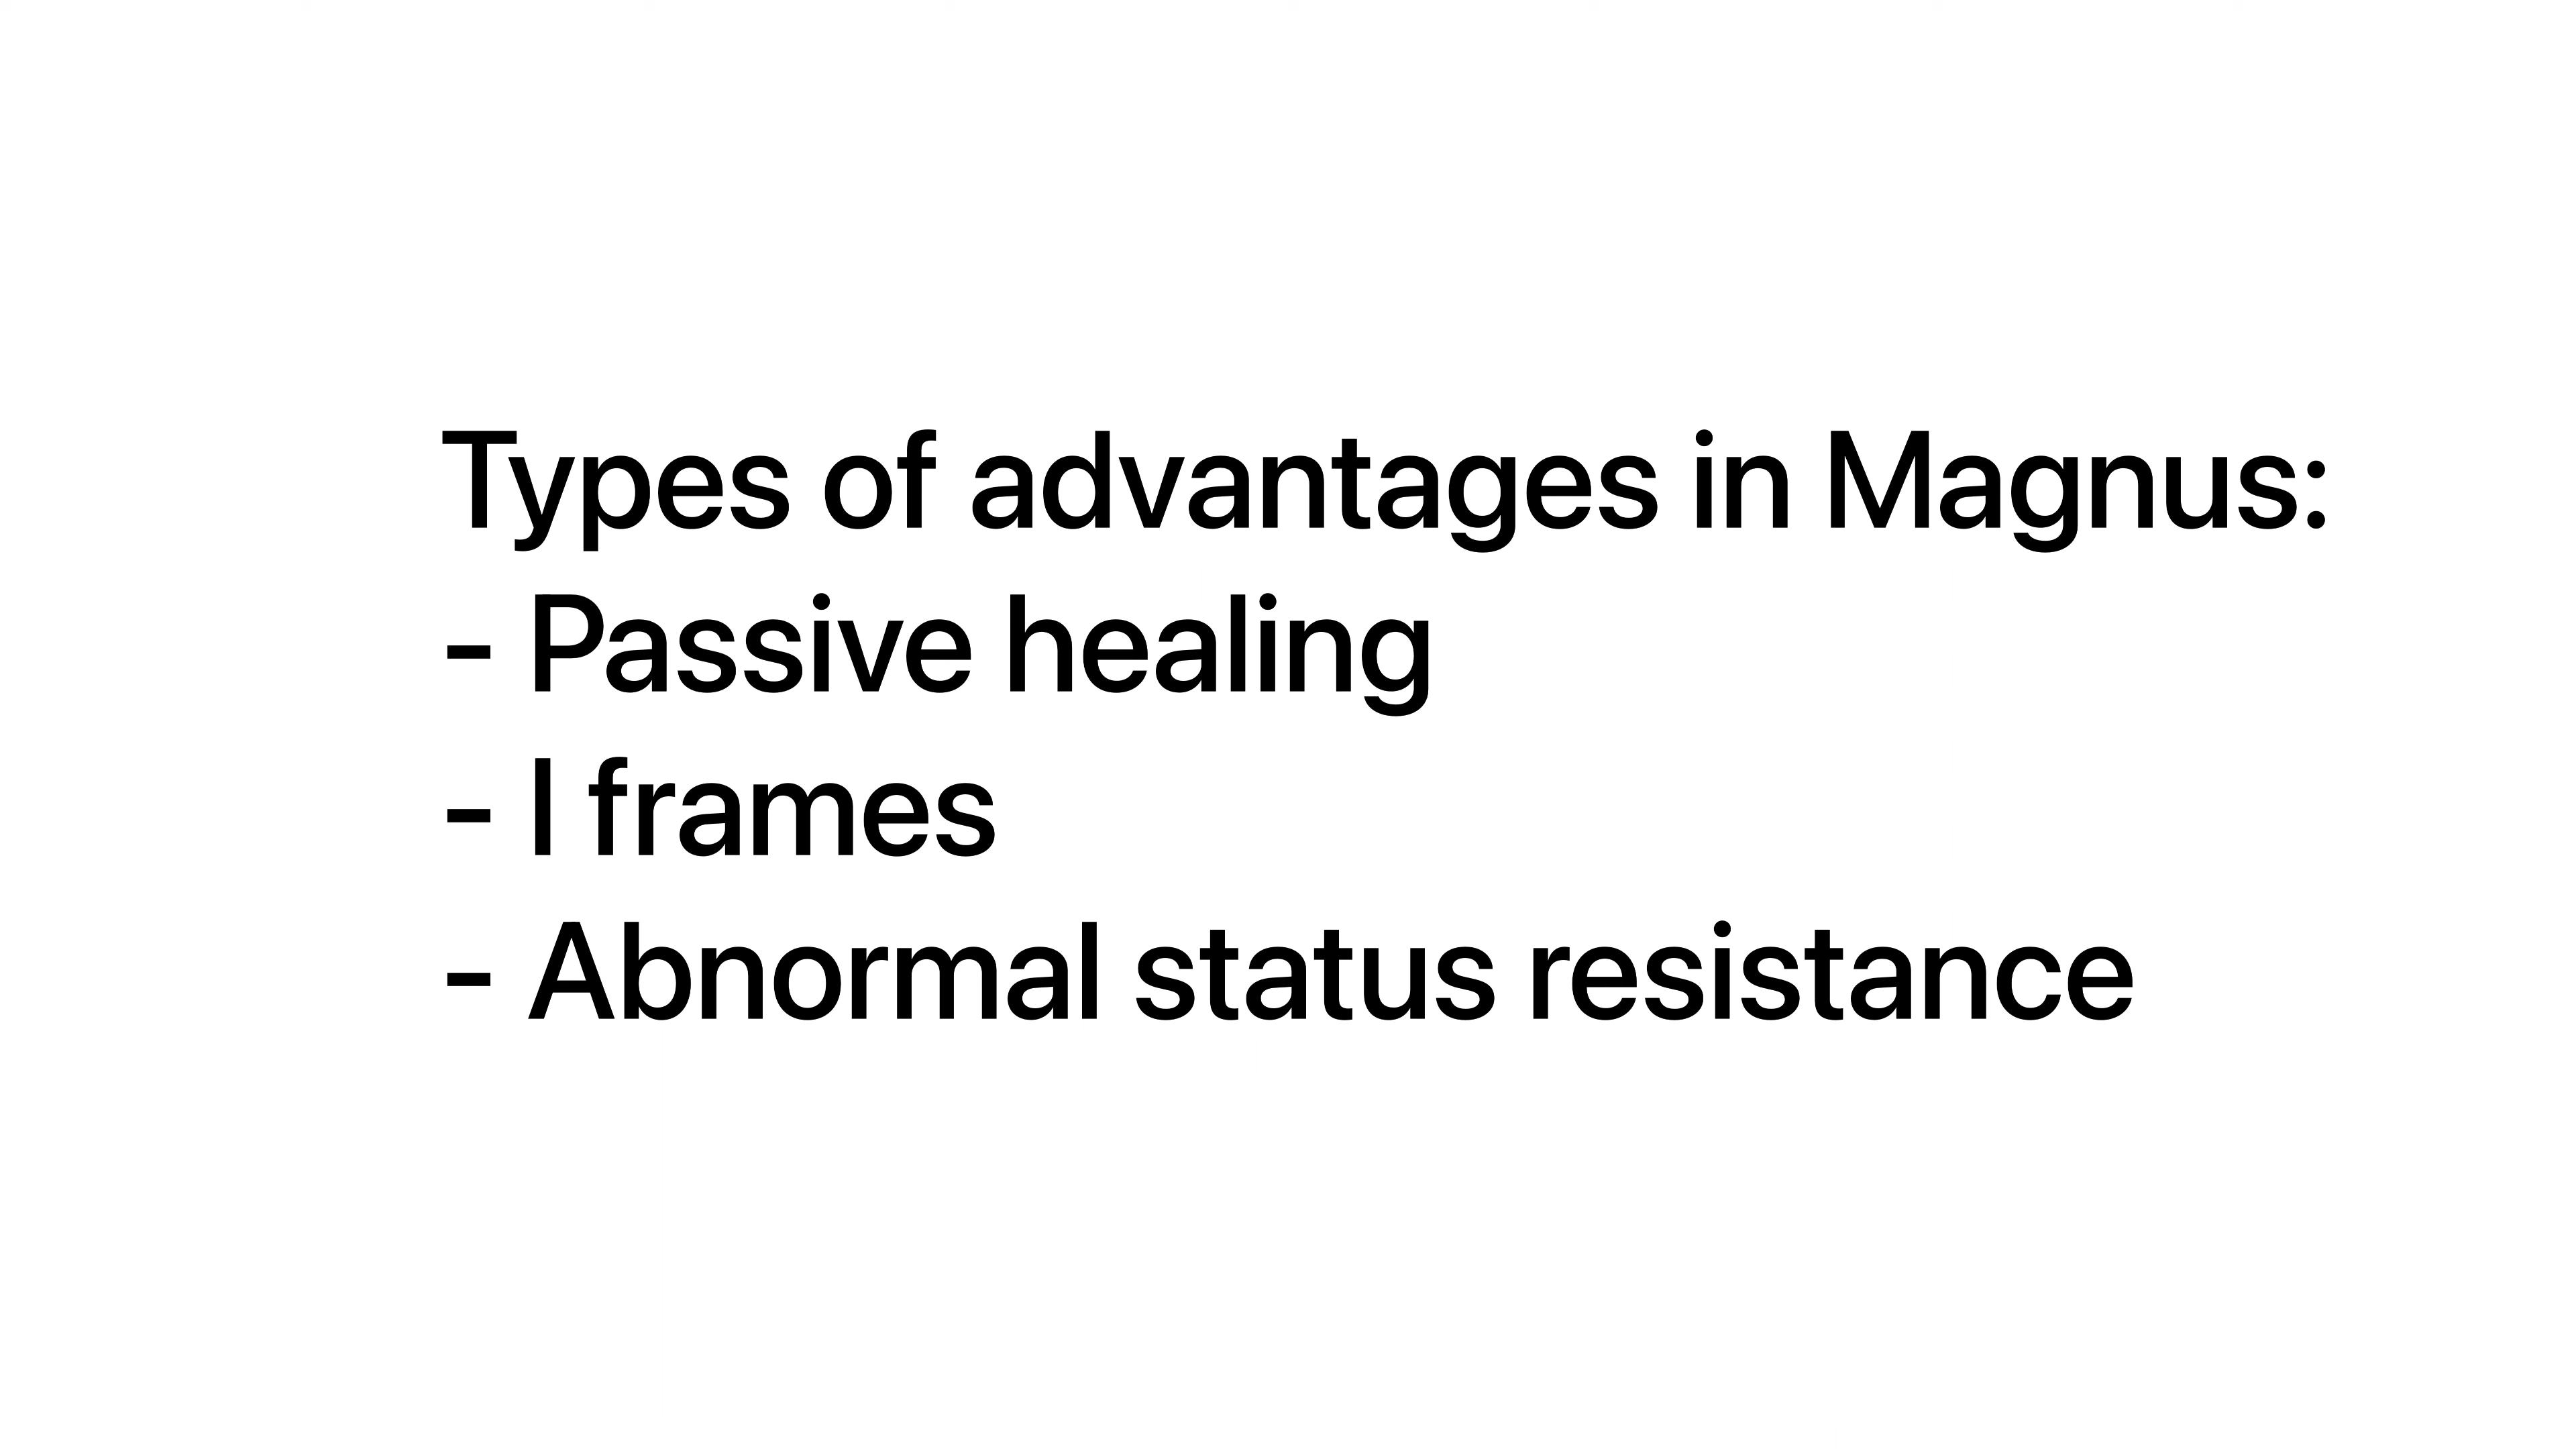 Types of advantages in Magnus:
- Passive healing
- I frames
- Abnormal status resistance